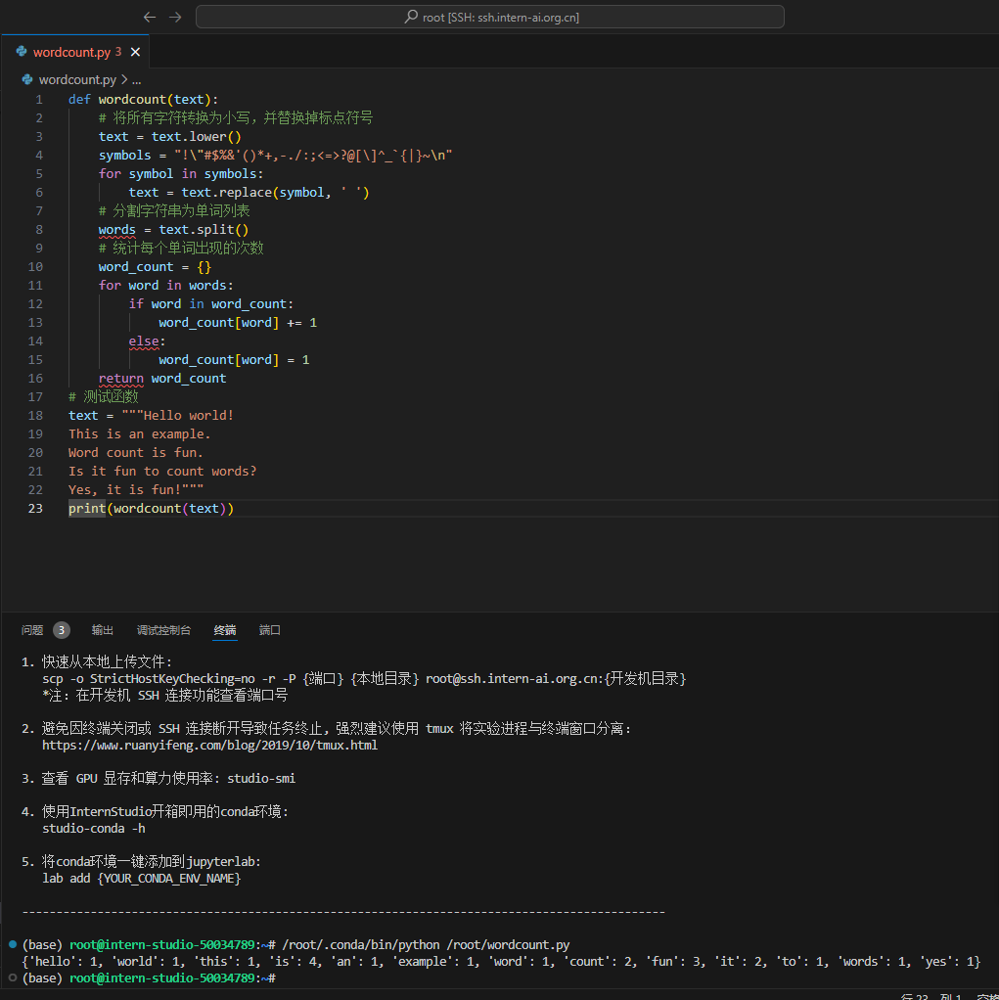 root [SSH: ssh.intern-ai.org.cn]
wordcount.py 3
wordcount.py > ...
1 def wordcount(text):
2 # 将所有字符转换为小写，并替换掉标点符号
3 text = text.lower()
4 symbols = "!\"#$%&'()*+,-./:;<=>?@[\]^_`{|}~\n"
5 for symbol in symbols:
6 text = text.replace(symbol, ' ')
7 # 分割字符串为单词列表
8 words = text.split()
9 # 统计每个单词出现的次数
10 word_count = {}
11 for word in words:
12 if word in word_count:
13 word_count[word] += 1
14 else:
15 word_count[word] = 1
16 return word_count
17 # 测试函数
18 text = """Hello world!
19 This is an example.
20 Word count is fun.
21 Is it fun to count words?
22 Yes, it is fun!"""
23 print(wordcount(text))
问题 3 输出 调试控制台 终端 端口
1. 快速从本地上传文件:
scp -o StrictHostKeyChecking=no -r -P {端口} {本地目录} root@ssh.intern-ai.org.cn:{开发机目录}
*注: 在开发机 SSH 连接功能查看端口号
2. 避免因终端关闭或 SSH 连接断开导致任务终止, 强烈建议使用 tmux 将实验进程与终端窗口分离:
https://www.ruanyifeng.com/blog/2019/10/tmux.html
3. 查看 GPU 显存和算力使用率: studio-smi
4. 使用InternStudio开箱即用的conda环境:
studio-conda -h
5. 将conda环境一键添加到jupyterlab:
lab add {YOUR_CONDA_ENV_NAME}
----------------------------------------------------------------------------------------------
(base) root@intern-studio-50034789:~# /root/.conda/bin/python /root/wordcount.py
{'hello': 1, 'world': 1, 'this': 1, 'is': 4, 'an': 1, 'example': 1, 'word': 1, 'count': 2, 'fun': 3, 'it': 2, 'to': 1, 'words': 1, 'yes': 1}
(base) root@intern-studio-50034789:~#
行 23, 列 1